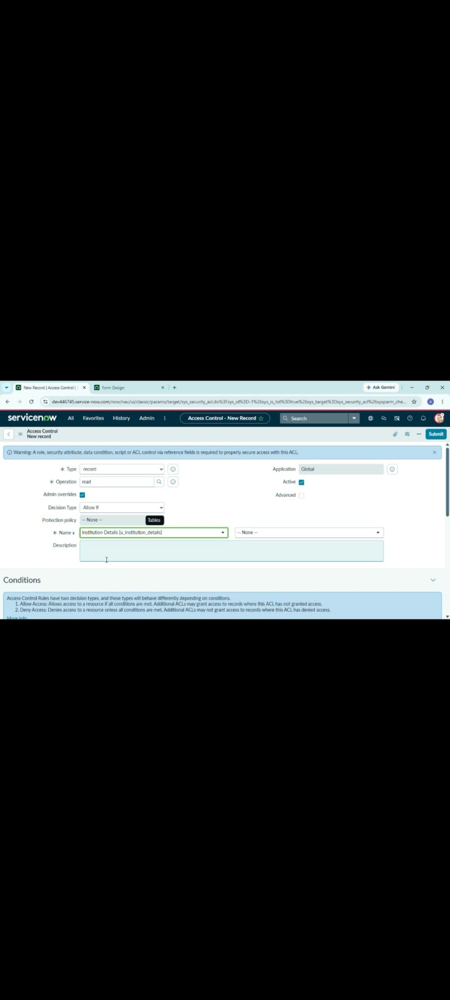 New Record | Access Control |
Form Design
Ask Gemini
dev446745.service-now.com/now/nav/ui/classic/params/target/sys_security_acl.do%3Fsys_id%3D-1%26sys_is_list%3Dtrue%26sys_target%3Dsys_security_acl%26sysparm_che...
servicenow All Favorites History Admin Access Control - New Record Search
Access Control
New record
Submit
Warning: A role, security attribute, data condition, script or ACL control via reference fields is required to properly secure access with this ACL.
Type record Application Global
Operation read Active
Admin overrides Advanced
Decision Type Allow If
Protection policy -- None -- Tables
Name Institution Details [u_institution_details] -- None --
Description
Conditions
Access Control Rules have two decision types, and these types will behave differently depending on conditions.
1. Allow Access: Allows access to a resource if all conditions are met. Additional ACLs may grant access to records where this ACL has not granted access.
2. Deny Access: Denies access to a resource unless all conditions are met. Additional ACLs may not grant access to records where this ACL has denied access.
More Info